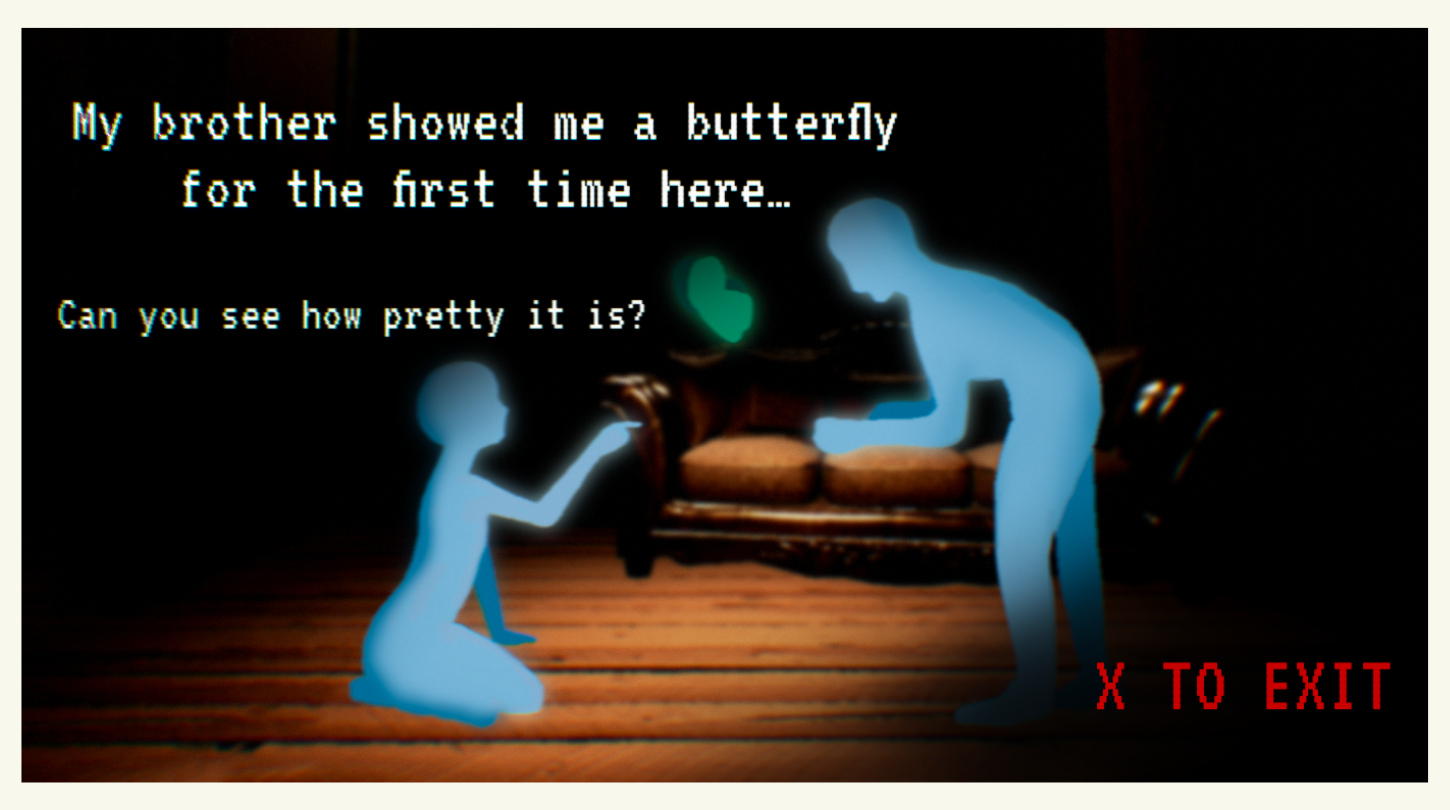 My brother showed me a butterfly
for the first time here…
Can you see how pretty it is?
X TO EXIT